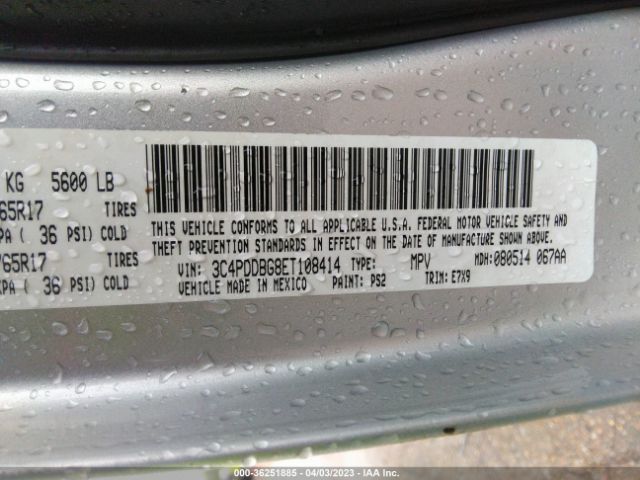 KG 5600 LB
65R17 TIRES
PA ( 36 PSI) COLD
65R17 TIRES
KPA ( 36 PSI) COLD
THIS VEHICLE CONFORMS TO ALL APPLICABLE U.S.A. FEDERAL MOTOR VEHICLE SAFETY AND
THEFT PREVENTION STANDARDS IN EFFECT ON THE DATE OF MANUFACTURE SHOWN ABOVE.
VIN: 3C4PDDBG8ET108414 TYPE: MPV MDH: 080514 067AA
VEHICLE MADE IN MEXICO PAINT: PS2 TRIM: E7X9
© COPART - 36251885 - 04/03/2023 - IAA Inc.